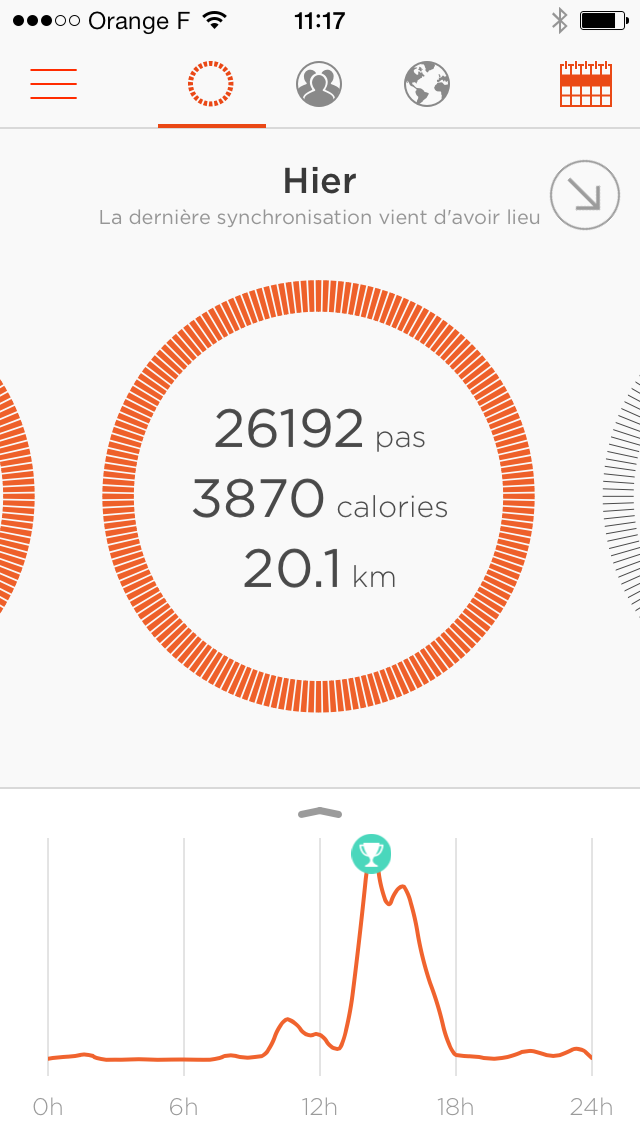 Orange F 11:17
Hier
La dernière synchronisation vient d'avoir lieu
26192 pas
3870 calories
20.1 km
0h 6h 12h 18h 24h